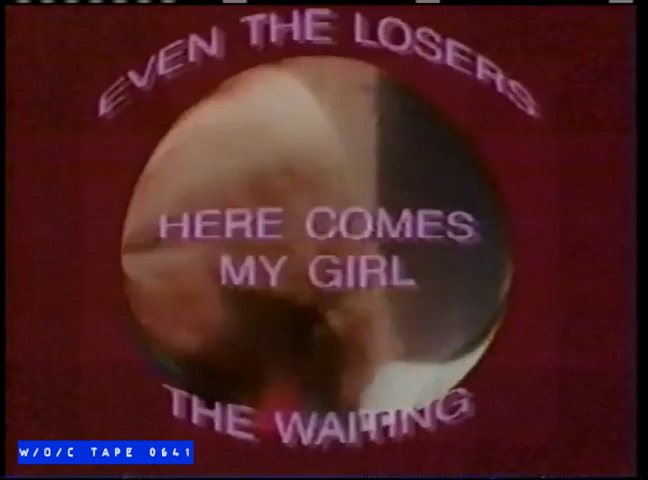 EVEN THE LOSERS
HERE COMES
MY GIRL
THE WAITING
W/O/C TAPE 0641